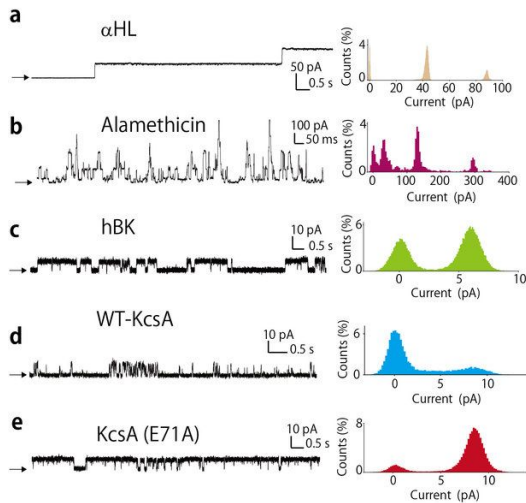 a
αHL
50 pA
0.5 s
Counts (%)
4
0
0 20 40 60 80 100
Current (pA)
b
Alamethicin
100 pA
50 ms
Counts (%)
4
0
0 100 200 300 400
Current (pA)
c
hBK
10 pA
0.5 s
Counts (%)
6
0
0 5 10
Current (pA)
d
WT-KcsA
10 pA
0.5 s
Counts (%)
6
0
0 5 10
Current (pA)
e
KcsA (E71A)
10 pA
0.5 s
Counts (%)
8
0
0 5 10
Current (pA)